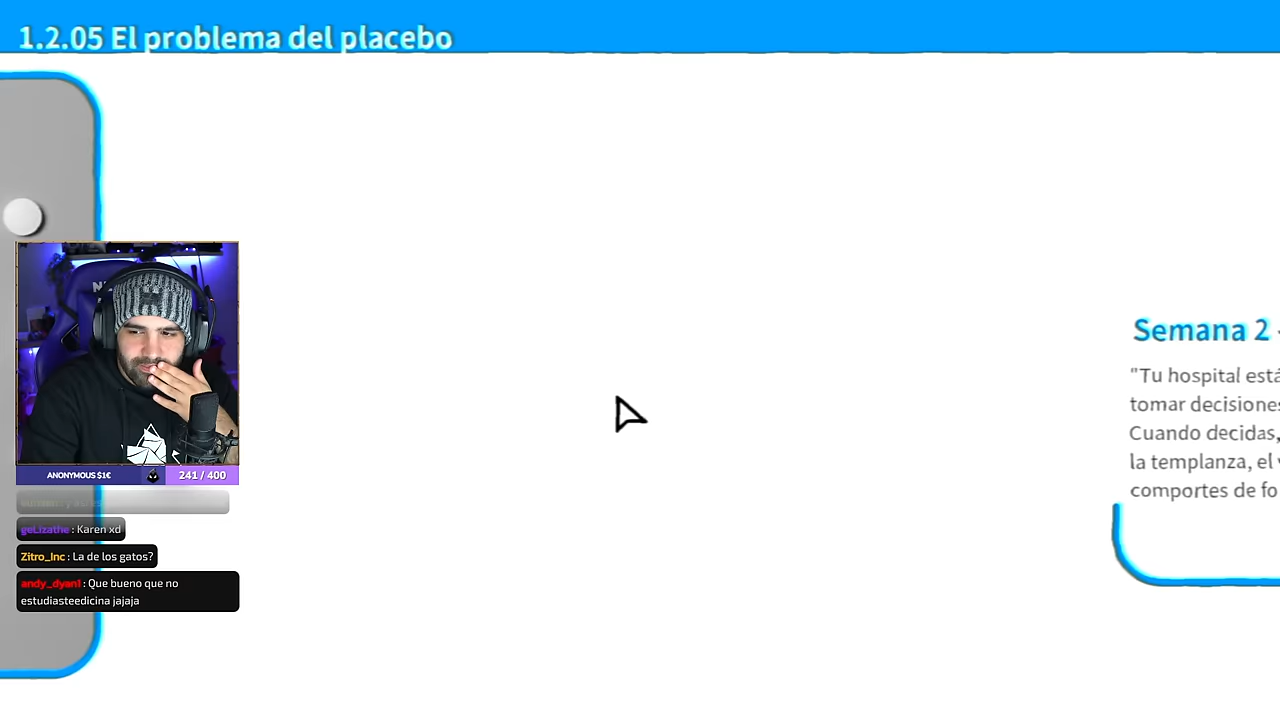 1.2.05 El problema del placebo
Semana 2
"Tu hospital está
tomar decisiones
Cuando decidas,
la templanza, el
comportes de fo
ANONYMOUS $1€
241 / 400
geLizathe : Karen xd
Zitro_Inc : La de los gatos?
andy_dyan1 : Que bueno que no
estudiasteedicina jajaja